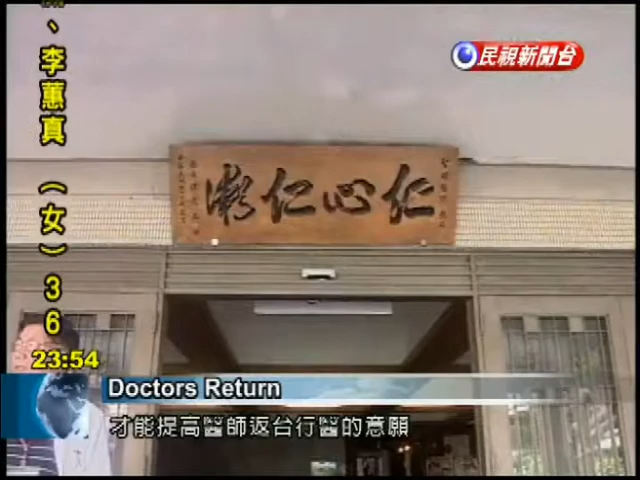 、李蕙真（女）36
民視新聞台
仁心仁術
23:54
Doctors Return
才能提高醫師返台行醫的意願